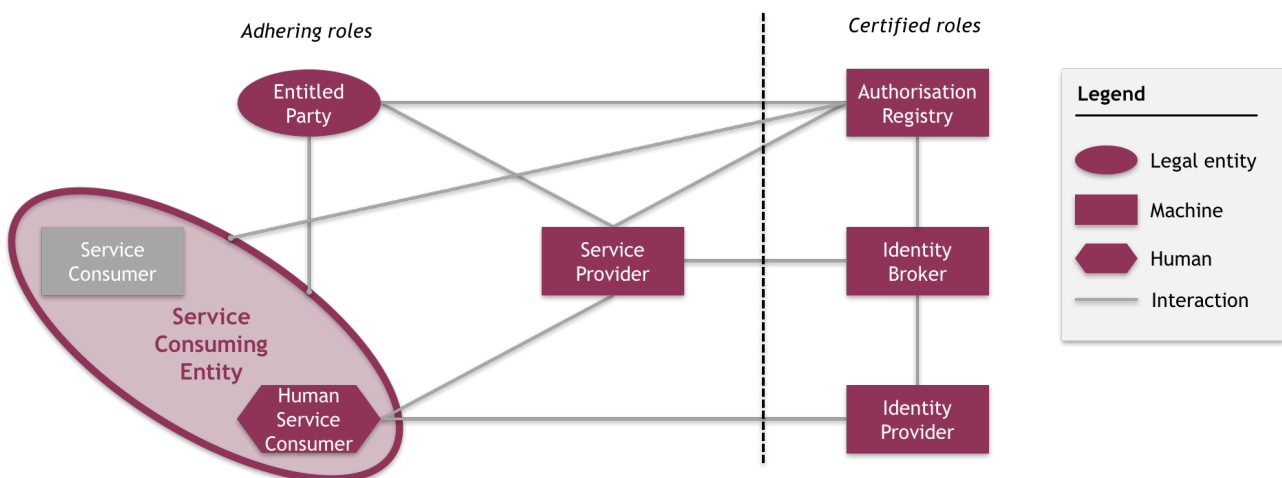 Adhering roles
Certified roles
Entitled
Party
Authorisation
Registry
Service
Consumer
Service
Provider
Identity
Broker
Service
Consuming
Entity
Human
Service
Consumer
Identity
Provider
Legend
Legal entity
Machine
Human
Interaction